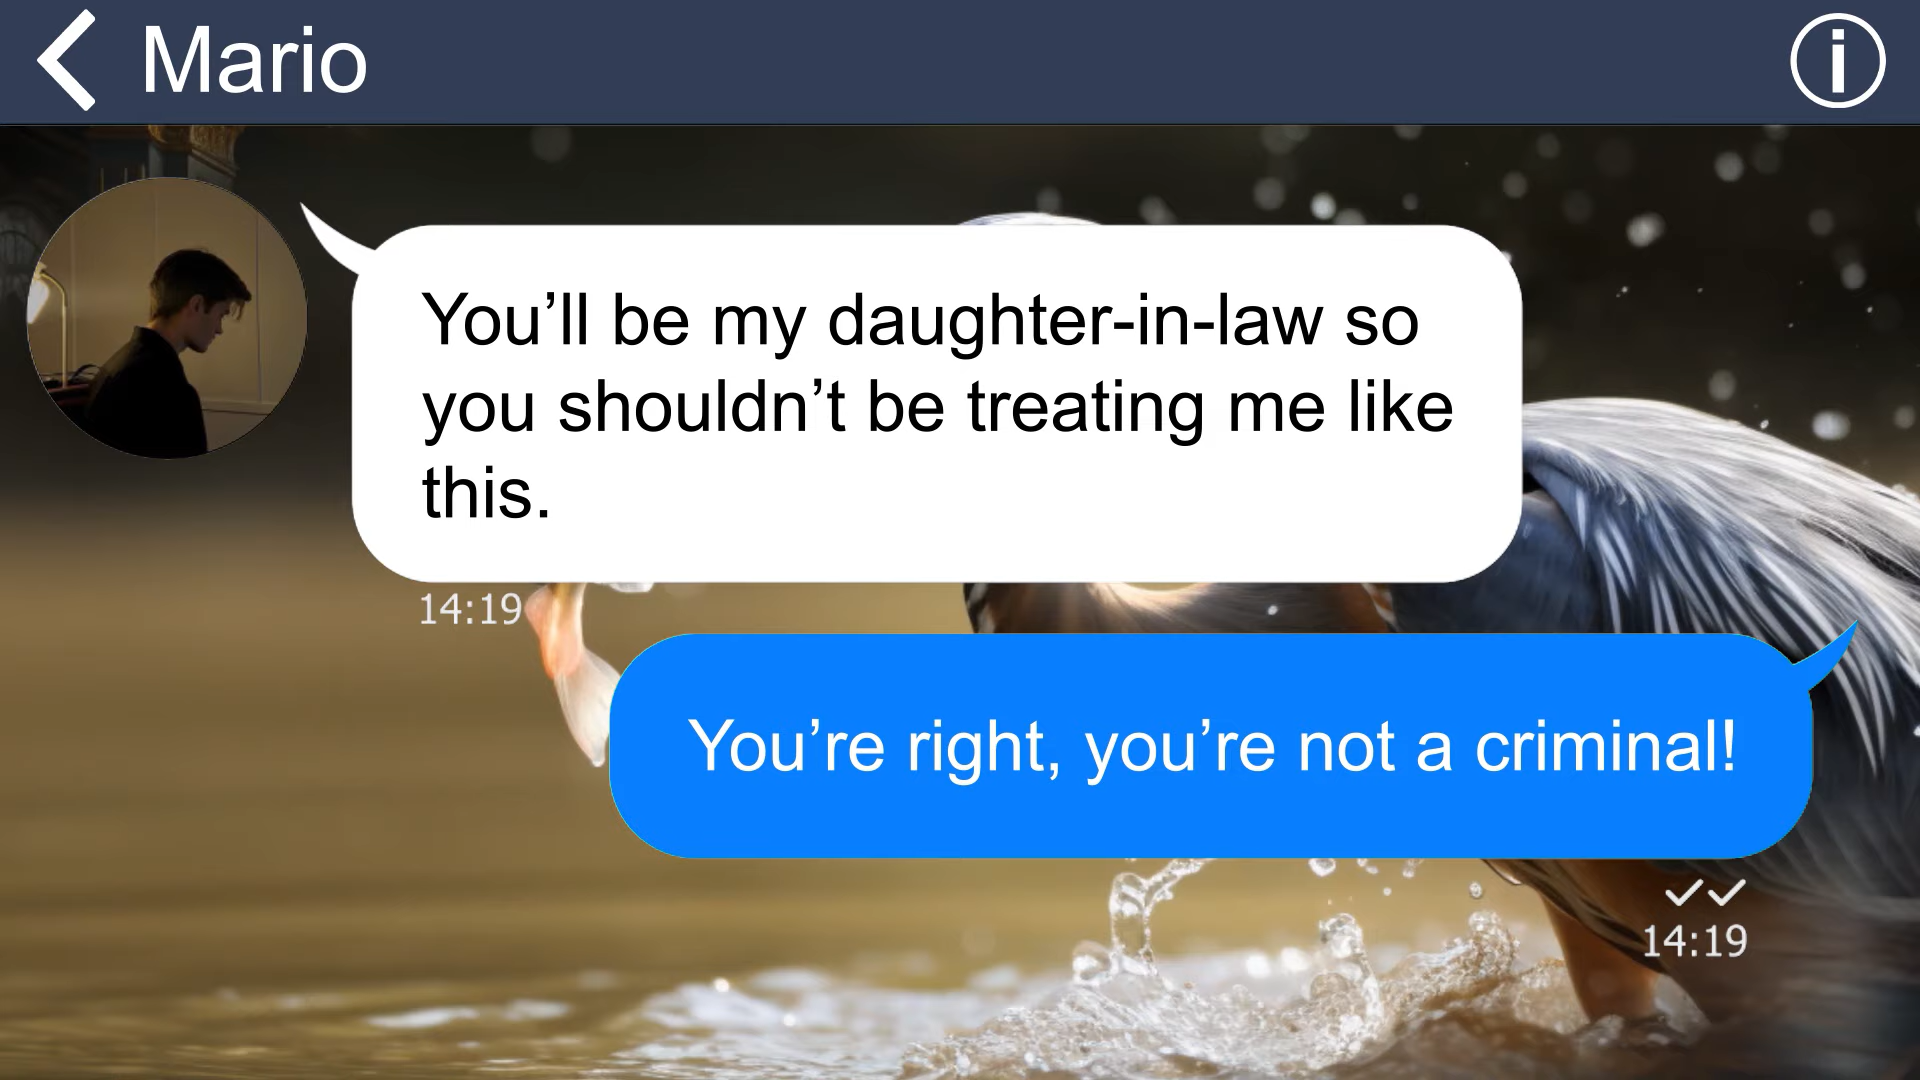 Mario
You’ll be my daughter-in-law so
you shouldn’t be treating me like
this.
14:19
You’re right, you’re not a criminal!
14:19